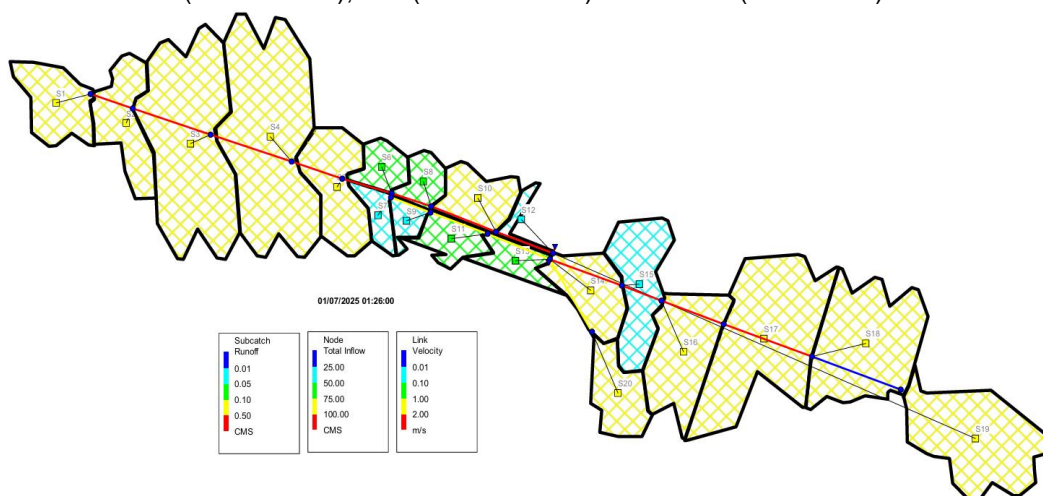 S1
S2
S3
S4
S6
S8
S7
S9
S10
S12
S11
S13
S14
S15
S16
S17
S18
S19
S20
01/07/2025 01:26:00
Subcatch
Runoff
0.01
0.05
0.10
0.50
CMS
Node
Total Inflow
25.00
50.00
75.00
100.00
CMS
Link
Velocity
0.01
0.10
1.00
2.00
m/s